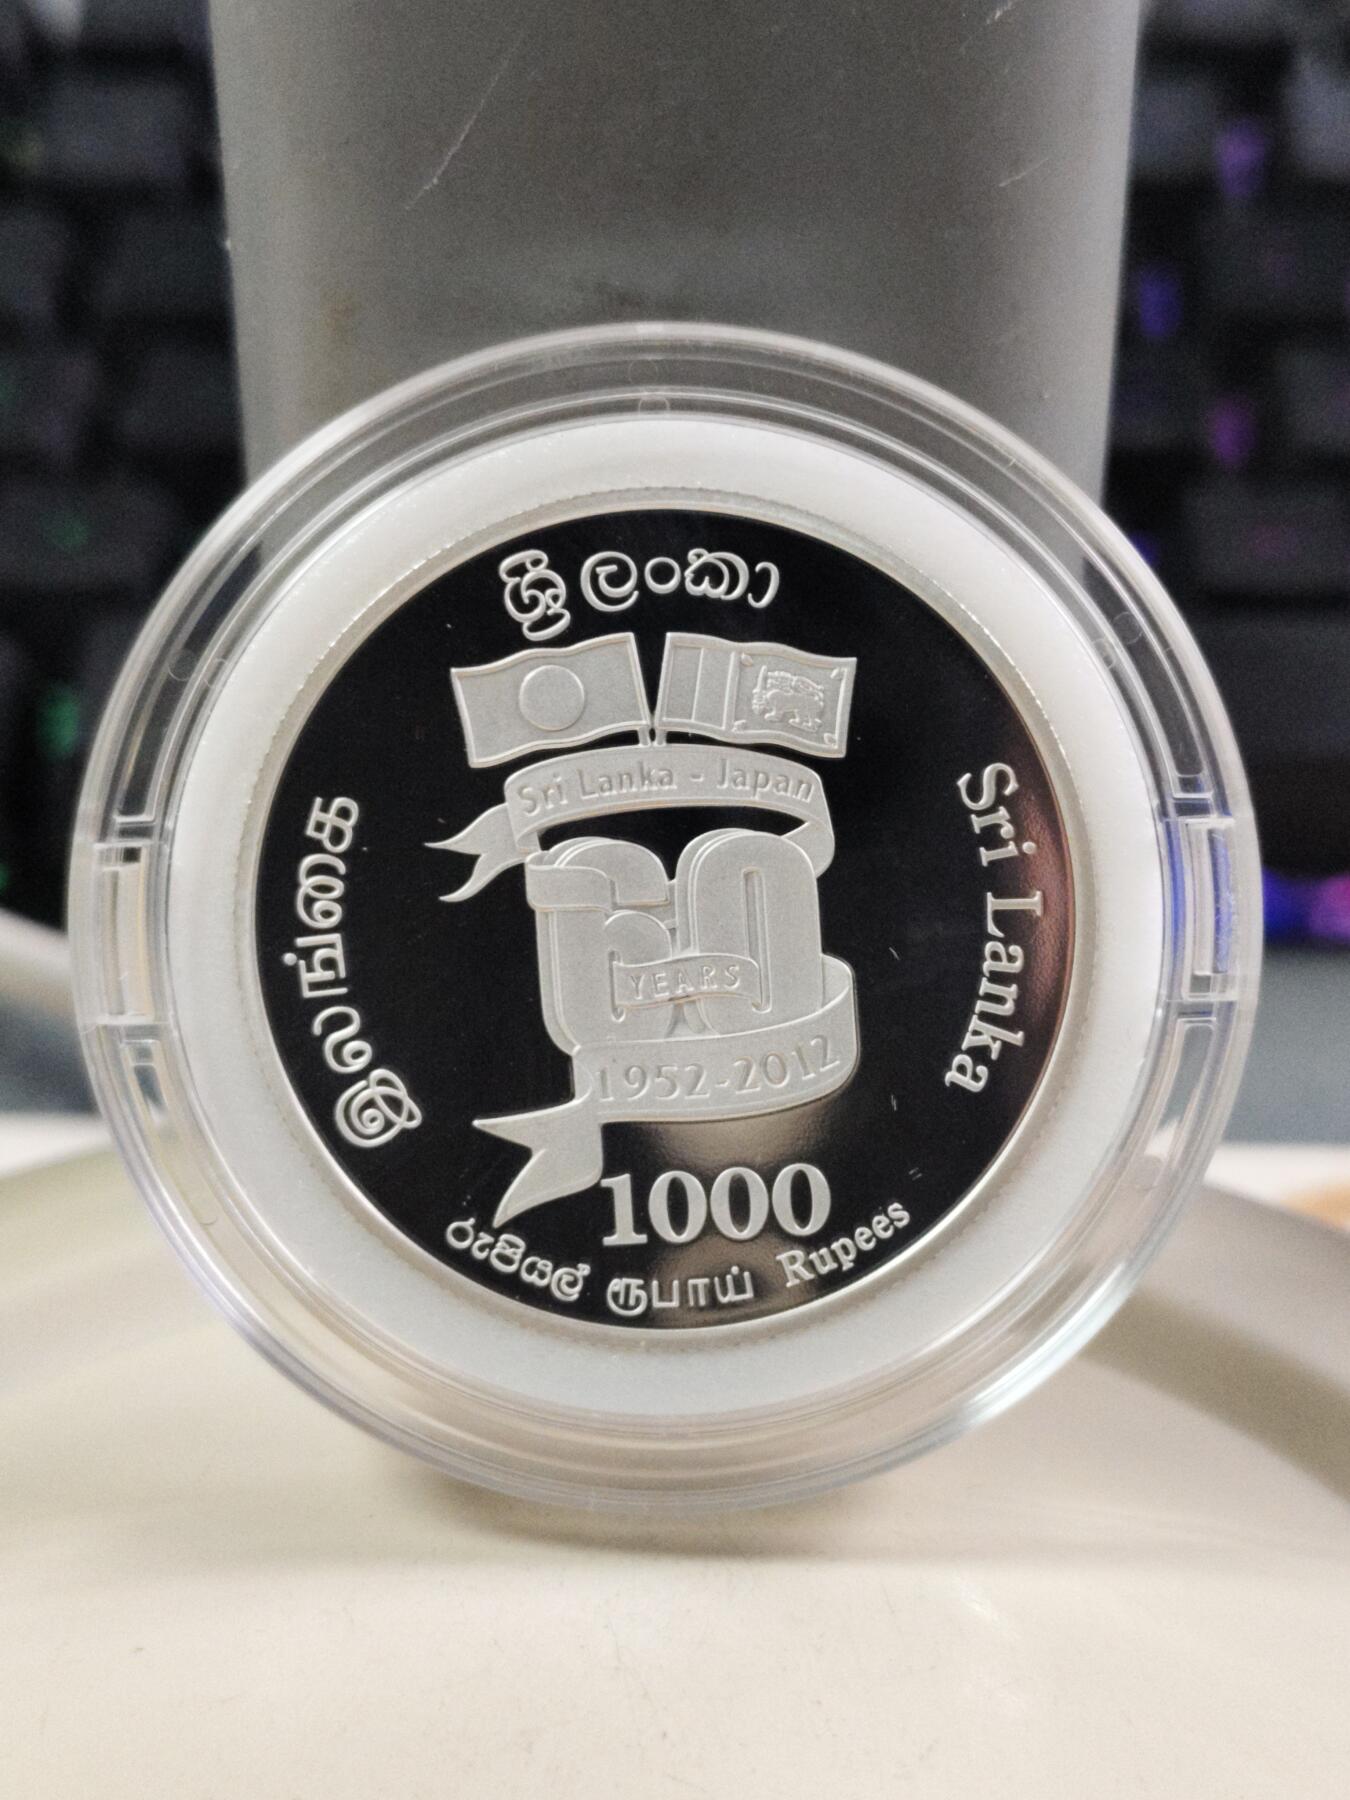 ශ්‍රී ලංකා
Sri Lanka - Japan
இலங்கை
Sri Lanka
60
YEARS
1952-2012
1000
රුපියල් ரூபாய் Rupees